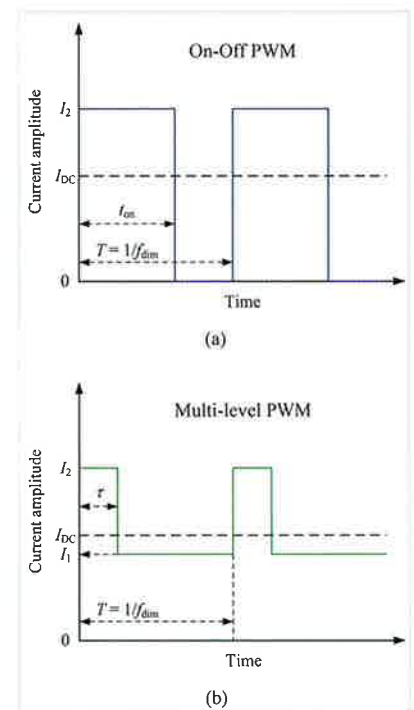 On-Off PWM
Current amplitude
I2
IDC
ton
T = 1/fdim
0
Time
(a)
Multi-level PWM
Current amplitude
I2
τ
IDC
I1
T = 1/fdim
0
Time
(b)